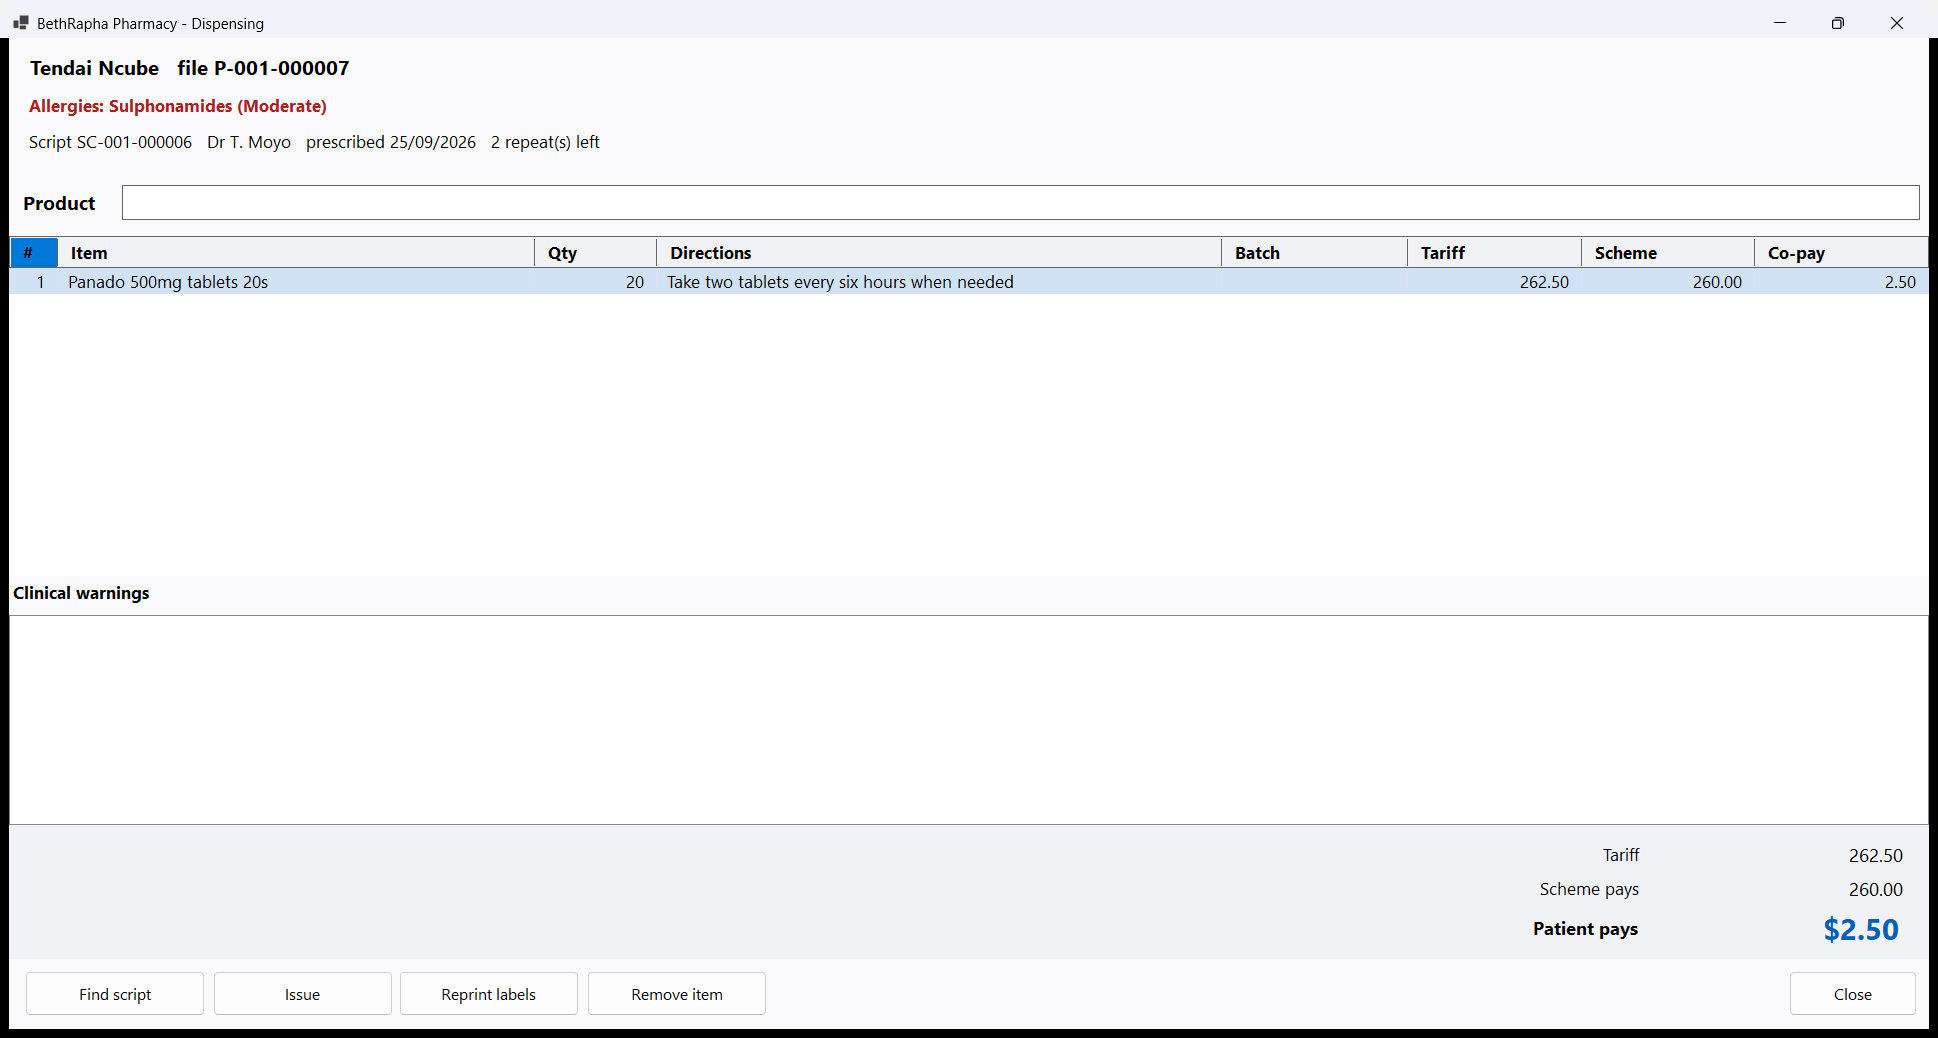 BethRapha Pharmacy - Dispensing
Tendai Ncube file P-001-000007
Allergies: Sulphonamides (Moderate)
Script SC-001-000006 Dr T. Moyo prescribed 25/09/2026 2 repeat(s) left
Product
# Item Qty Directions Batch Tariff Scheme Co-pay
1 Panado 500mg tablets 20s 20 Take two tablets every six hours when needed 262.50 260.00 2.50
Clinical warnings
Tariff 262.50
Scheme pays 260.00
Patient pays $2.50
Find script Issue Reprint labels Remove item Close